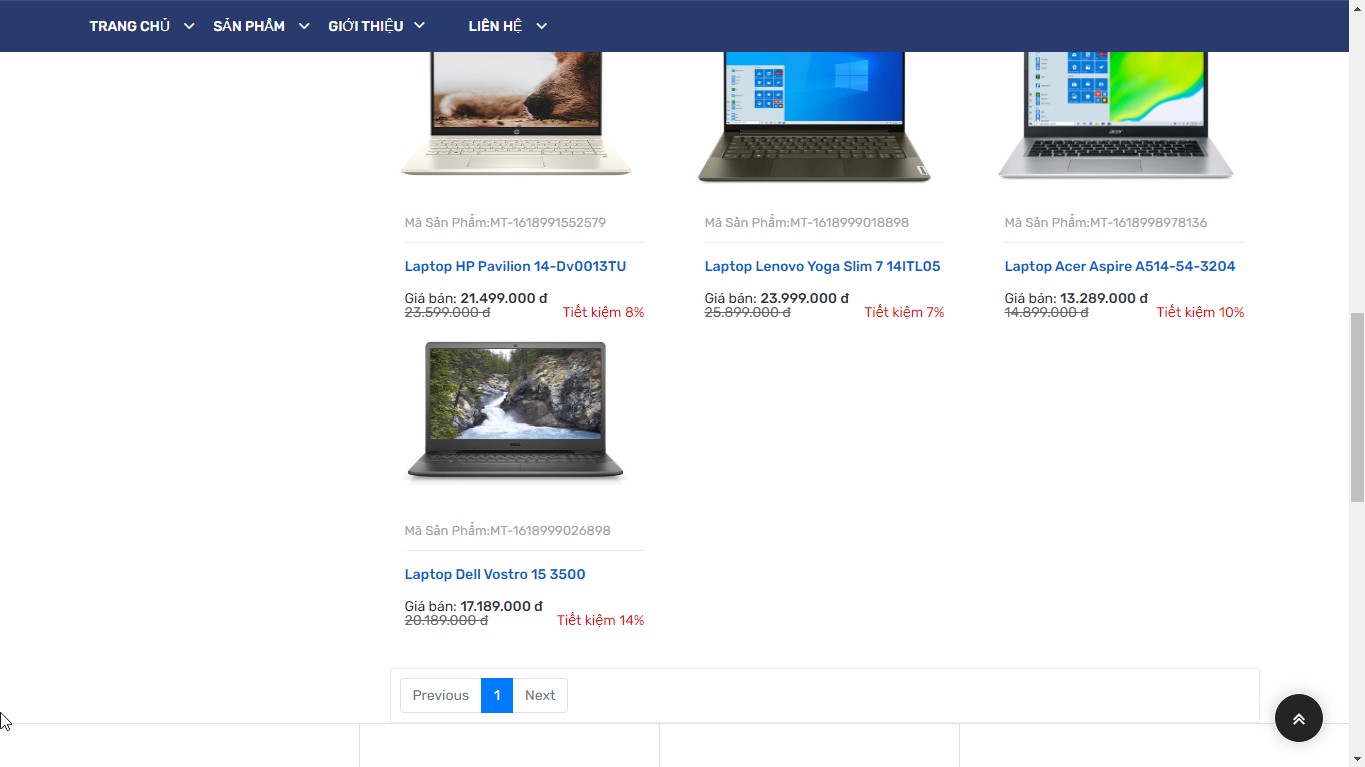 TRANG CHỦ SẢN PHẨM GIỚI THIỆU LIÊN HỆ
Mã Sản Phẩm:MT-1618991552579
Laptop HP Pavilion 14-Dv0013TU
Giá bán: 21.499.000 đ
23.599.000 đ Tiết kiệm 8%
Mã Sản Phẩm:MT-1618999018898
Laptop Lenovo Yoga Slim 7 14ITL05
Giá bán: 23.999.000 đ
25.899.000 đ Tiết kiệm 7%
Mã Sản Phẩm:MT-1618998978136
Laptop Acer Aspire A514-54-3204
Giá bán: 13.289.000 đ
14.899.000 đ Tiết kiệm 10%
Mã Sản Phẩm:MT-1618999026898
Laptop Dell Vostro 15 3500
Giá bán: 17.189.000 đ
20.189.000 đ Tiết kiệm 14%
Previous 1 Next